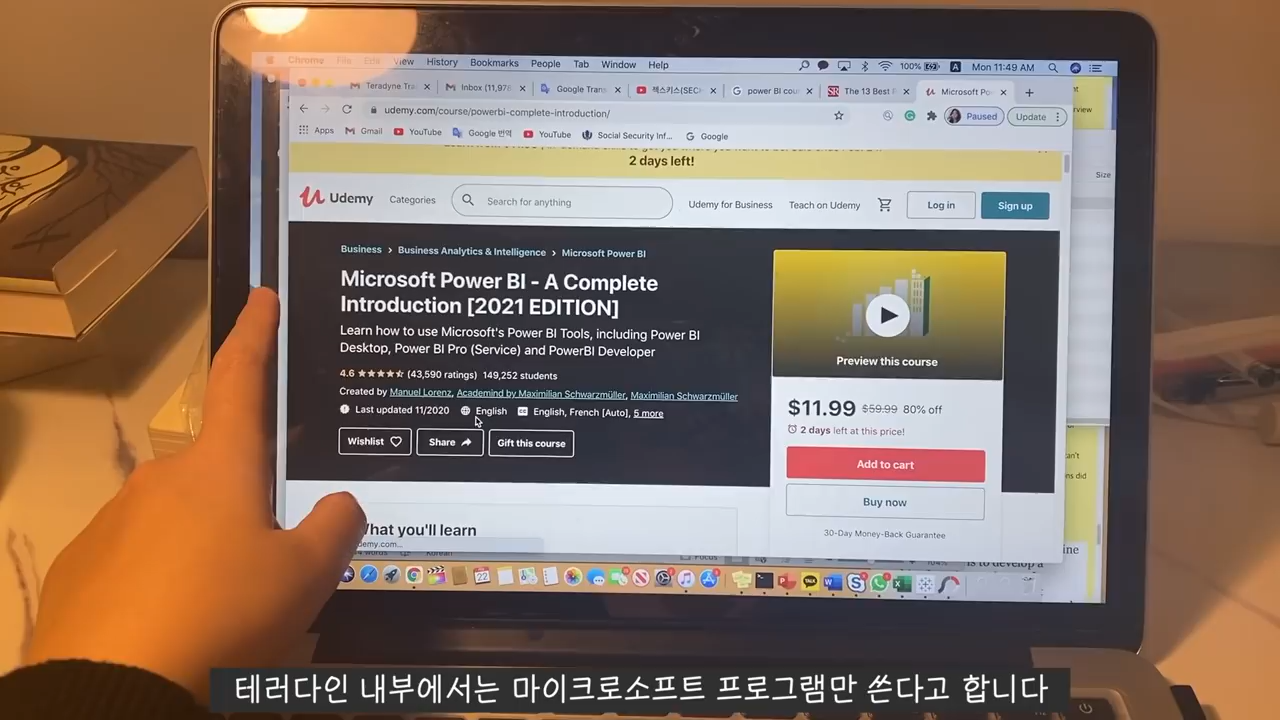 Chrome File Edit View History Bookmarks People Tab Window Help 100% Mon 11:49 AM
Teradyne Inbox (11,978 Google Trans 젝스키스(SEC power BI cou The 13 Best Microsoft Po
udemy.com/course/powerbi-complete-introduction/ Paused Update
Apps Gmail YouTube Google 번역 YouTube Social Security Inf... Google
2 days left!
Size
Udemy Categories Search for anything Udemy for Business Teach on Udemy Log in Sign up
Business > Business Analytics & Intelligence > Microsoft Power BI
Microsoft Power BI - A Complete
Introduction [2021 EDITION]
Learn how to use Microsoft's Power BI Tools, including Power BI
Desktop, Power BI Pro (Service) and PowerBI Developer
4.6 (43,590 ratings) 149,252 students
Created by Manuel Lorenz, Academind by Maximilian Schwarzmüller, Maximilian Schwarzmüller
Last updated 11/2020 English English, French [Auto], 5 more
Wishlist Share Gift this course
Preview this course
$11.99 $59.99 80% off
2 days left at this price!
Add to cart
Buy now
30-Day Money-Back Guarantee
What you'll learn
테러다인 내부에서는 마이크로소프트 프로그램만 쓴다고 합니다